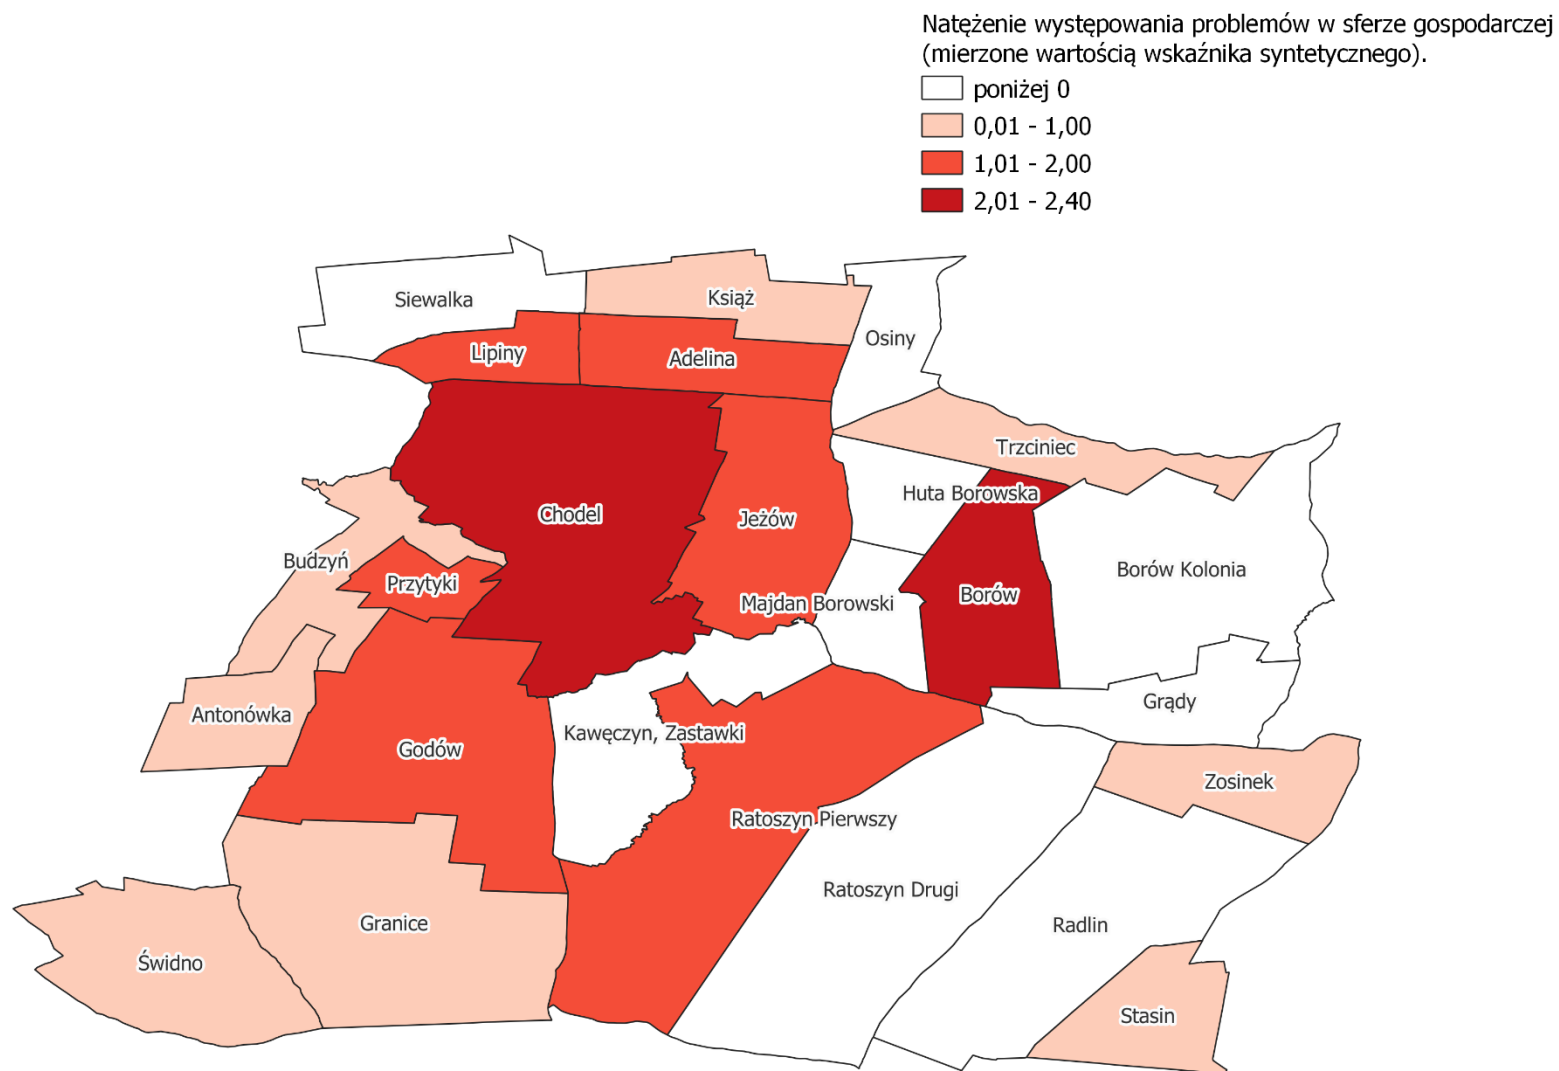 Natężenie występowania problemów w sferze gospodarczej
(mierzone wartością wskaźnika syntetycznego).
poniżej 0
0,01 - 1,00
1,01 - 2,00
2,01 - 2,40
Siewalka
Książ
Osiny
Lipiny
Adelina
Trzciniec
Huta Borowska
Chodel
Jeżów
Budzyń
Borów Kolonia
Przytyki
Borów
Majdan Borowski
Grądy
Antonówka
Kawęczyn, Zastawki
Godów
Zosinek
Ratoszyn Pierwszy
Ratoszyn Drugi
Granice
Radlin
Świdno
Stasin